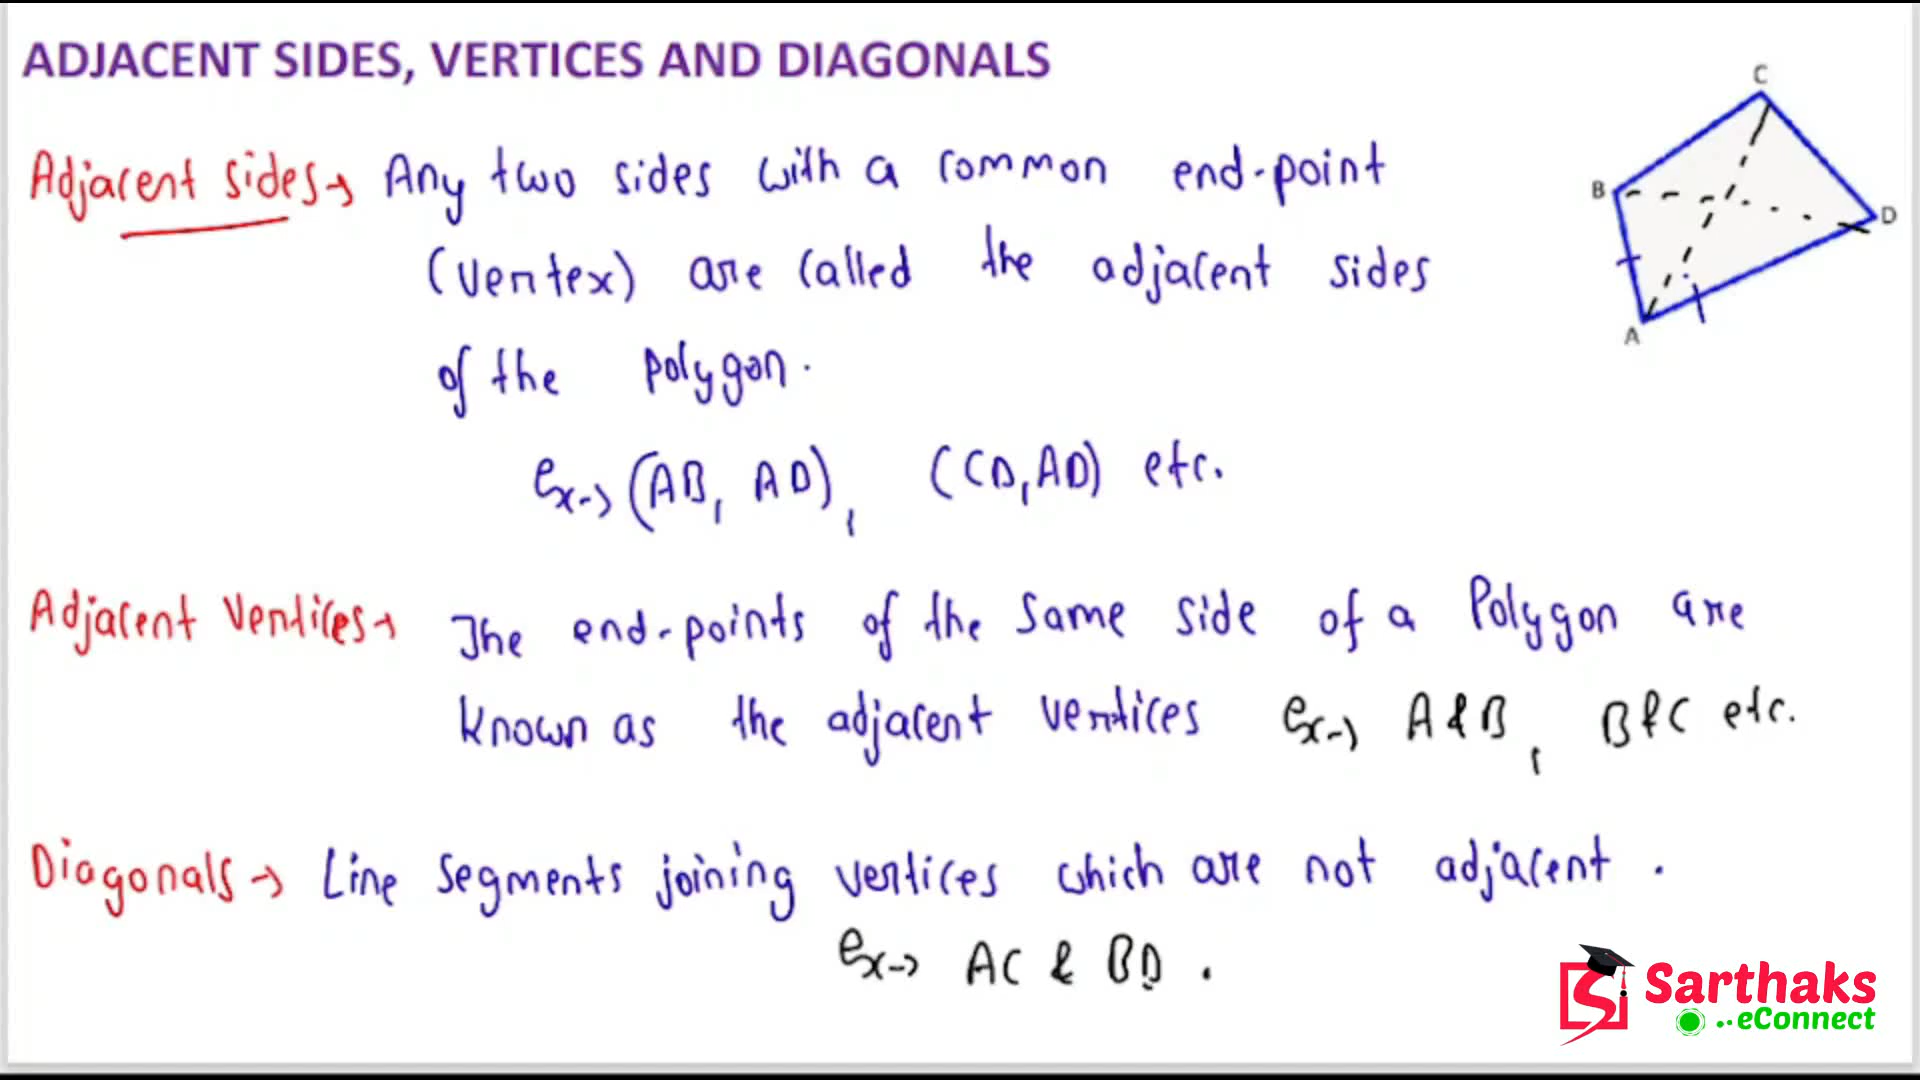 ADJACENT SIDES, VERTICES AND DIAGONALS
C
B
D
A
Adjacent sides → Any two sides with a common end-point
(vertex) are called the adjacent sides
of the polygon.
ex → (AB, AD), (CD, AD) etc.
Adjacent vertices → The end-points of the same side of a Polygon are
known as the adjacent vertices ex → A & B, B & C etc.
Diagonals → Line segments joining vertices which are not adjacent.
ex → AC & BD.
Sarthaks
eConnect